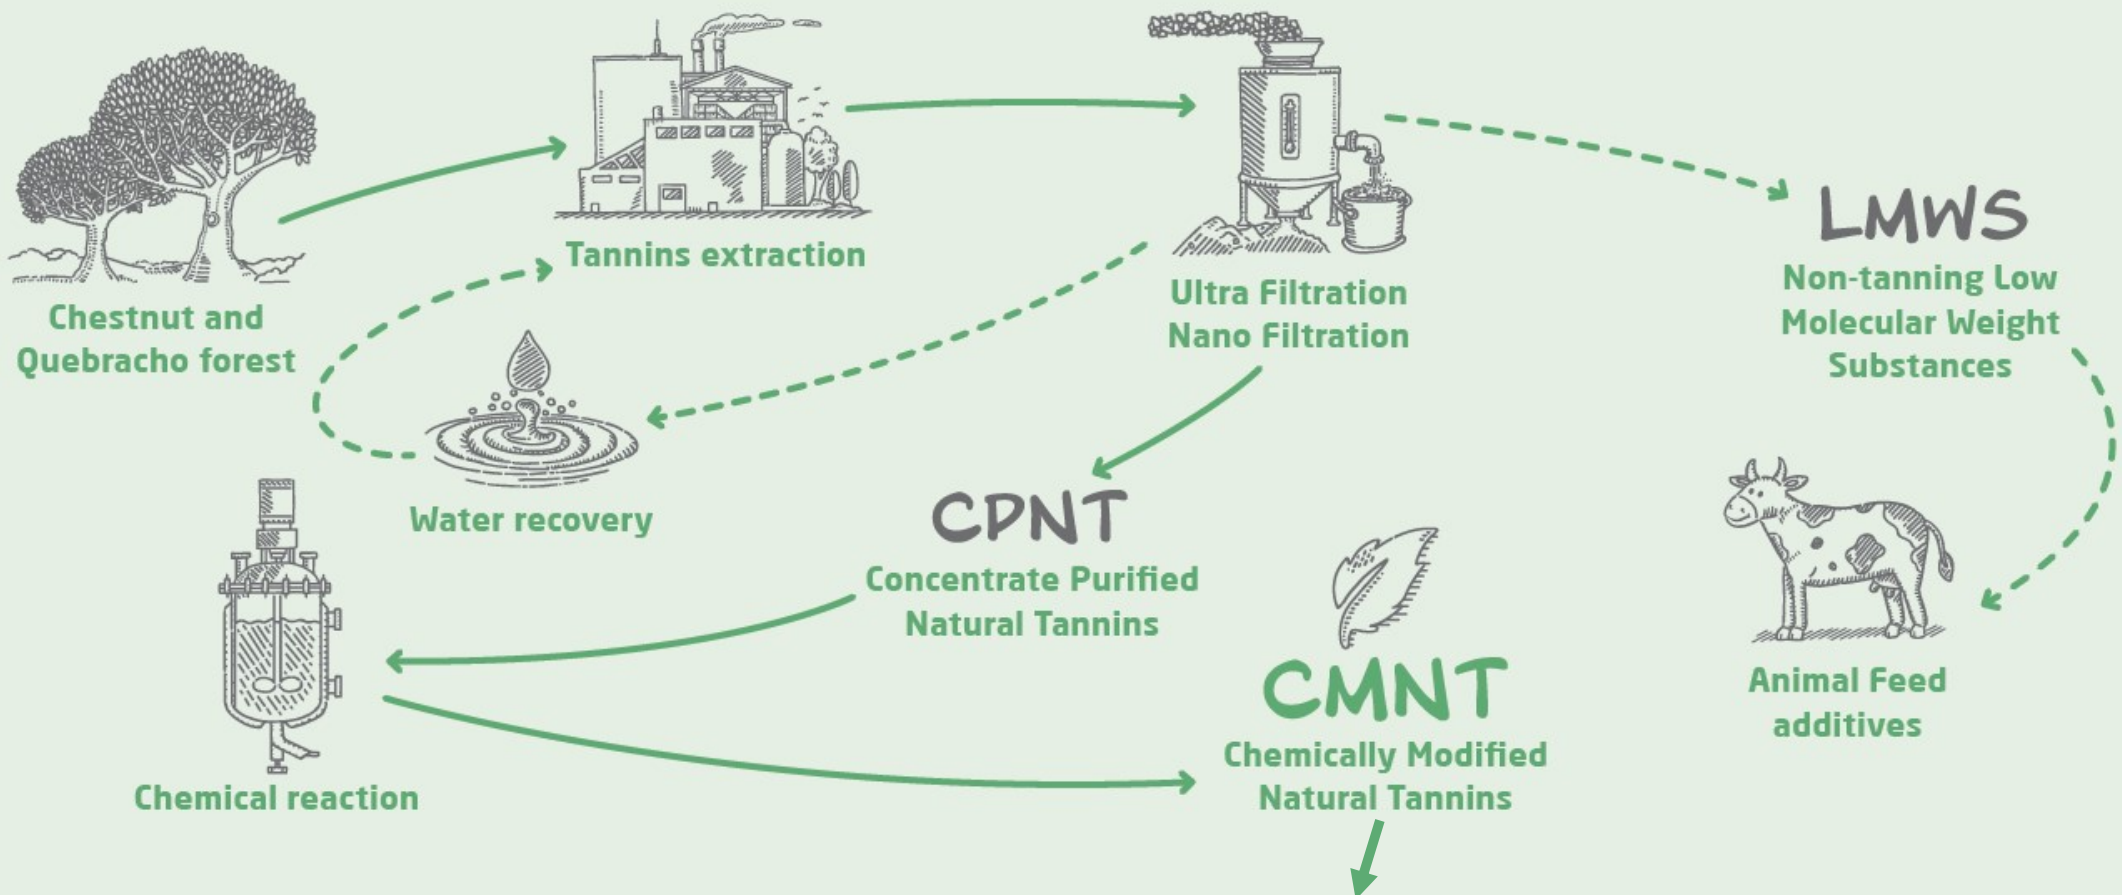 Chestnut and
Quebracho forest
Tannins extraction
Ultra Filtration
Nano Filtration
LMWS
Non-tanning Low
Molecular Weight
Substances
Water recovery
CPNT
Concentrate Purified
Natural Tannins
Animal Feed
additives
Chemical reaction
CMNT
Chemically Modified
Natural Tannins